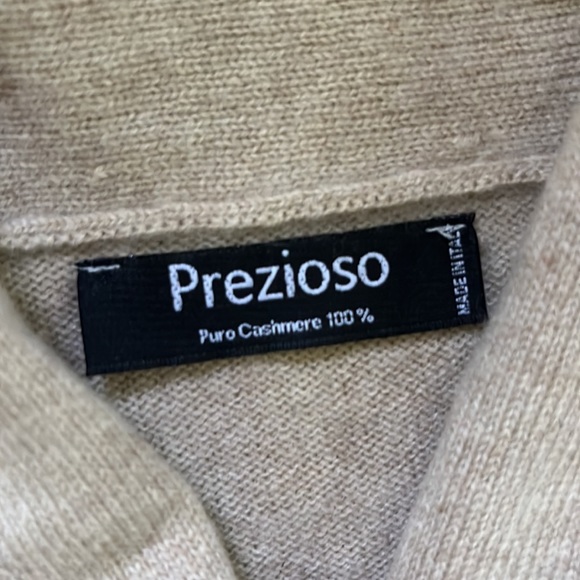 Prezioso
Puro Cashmere 100 %
MADE IN ITALY